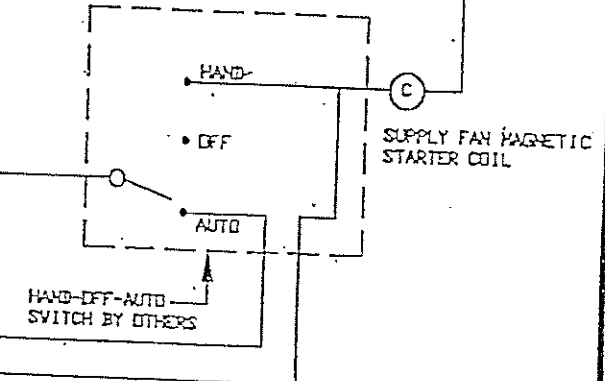 HAND
C
OFF
SUPPLY FAN MAGNETIC
STARTER COIL
AUTO
HAND-OFF-AUTO
SWITCH BY OTHERS